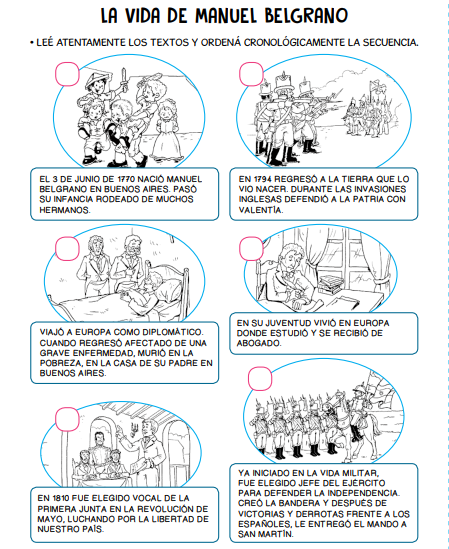 LA VIDA DE MANUEL BELGRANO
• LEÉ ATENTAMENTE LOS TEXTOS Y ORDENÁ CRONOLÓGICAMENTE LA SECUENCIA.
EL 3 DE JUNIO DE 1770 NACIÓ MANUEL
BELGRANO EN BUENOS AIRES. PASÓ
SU INFANCIA RODEADO DE MUCHOS
HERMANOS.
EN 1794 REGRESÓ A LA TIERRA QUE LO
VIO NACER. DURANTE LAS INVASIONES
INGLESAS DEFENDIÓ A LA PATRIA CON
VALENTÍA.
VIAJÓ A EUROPA COMO DIPLOMÁTICO.
CUANDO REGRESÓ AFECTADO DE UNA
GRAVE ENFERMEDAD, MURIÓ EN LA
POBREZA, EN LA CASA DE SU PADRE EN
BUENOS AIRES.
EN SU JUVENTUD VIVIÓ EN EUROPA
DONDE ESTUDIÓ Y SE RECIBIÓ DE
ABOGADO.
EN 1810 FUE ELEGIDO VOCAL DE LA
PRIMERA JUNTA EN LA REVOLUCIÓN DE
MAYO, LUCHANDO POR LA LIBERTAD DE
NUESTRO PAÍS.
YA INICIADO EN LA VIDA MILITAR,
FUE ELEGIDO JEFE DEL EJÉRCITO
PARA DEFENDER LA INDEPENDENCIA.
CREÓ LA BANDERA Y DESPUÉS DE
VICTORIAS Y DERROTAS FRENTE A LOS
ESPAÑOLES, LE ENTREGÓ EL MANDO A
SAN MARTÍN.